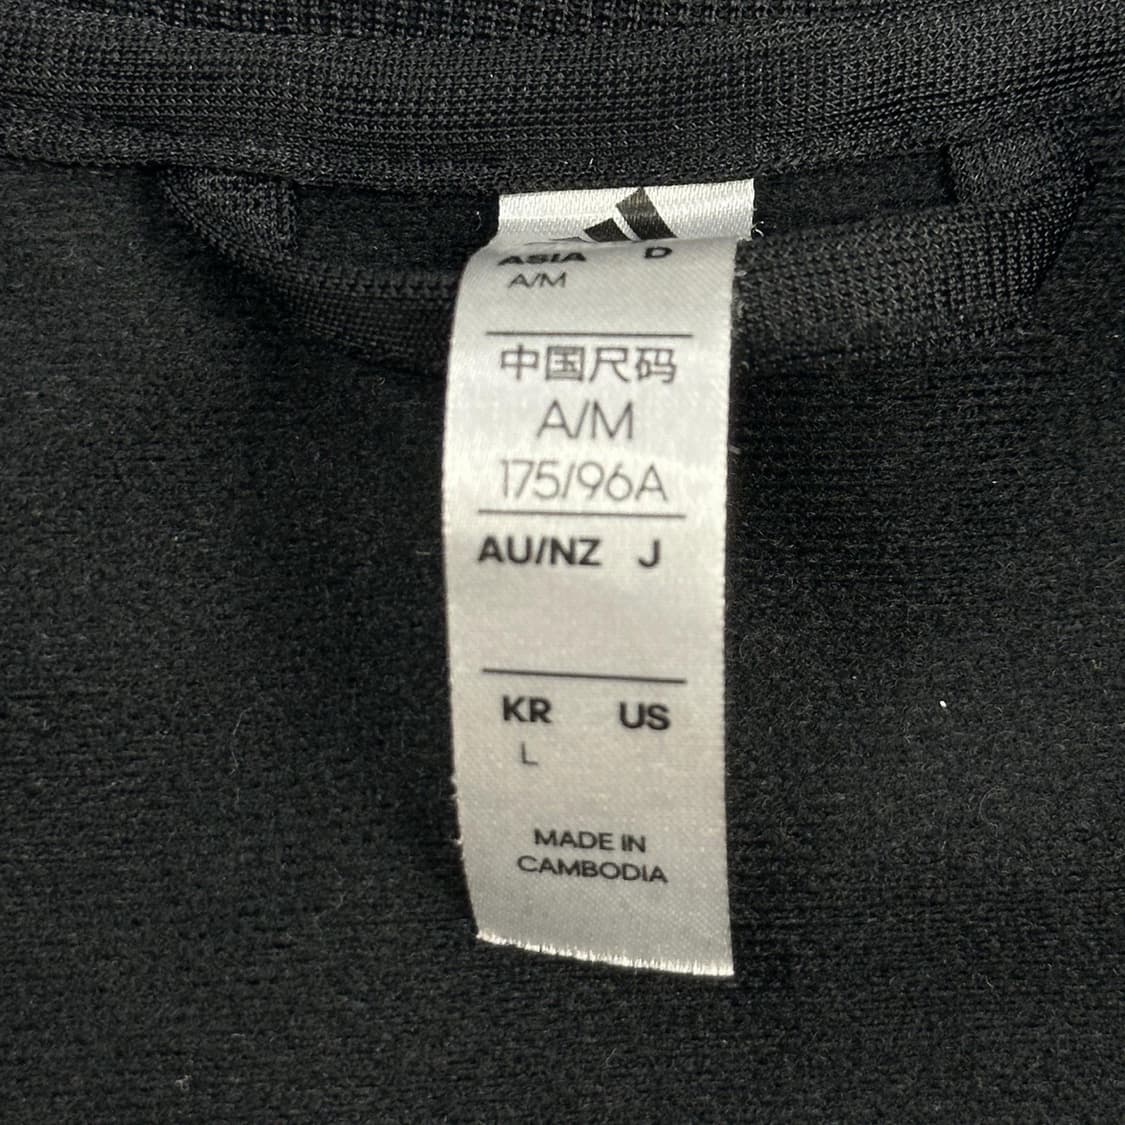 ASIA D
A/M
中国尺码
A/M
175/96A
AU/NZ J
KR US
L
MADE IN
CAMBODIA